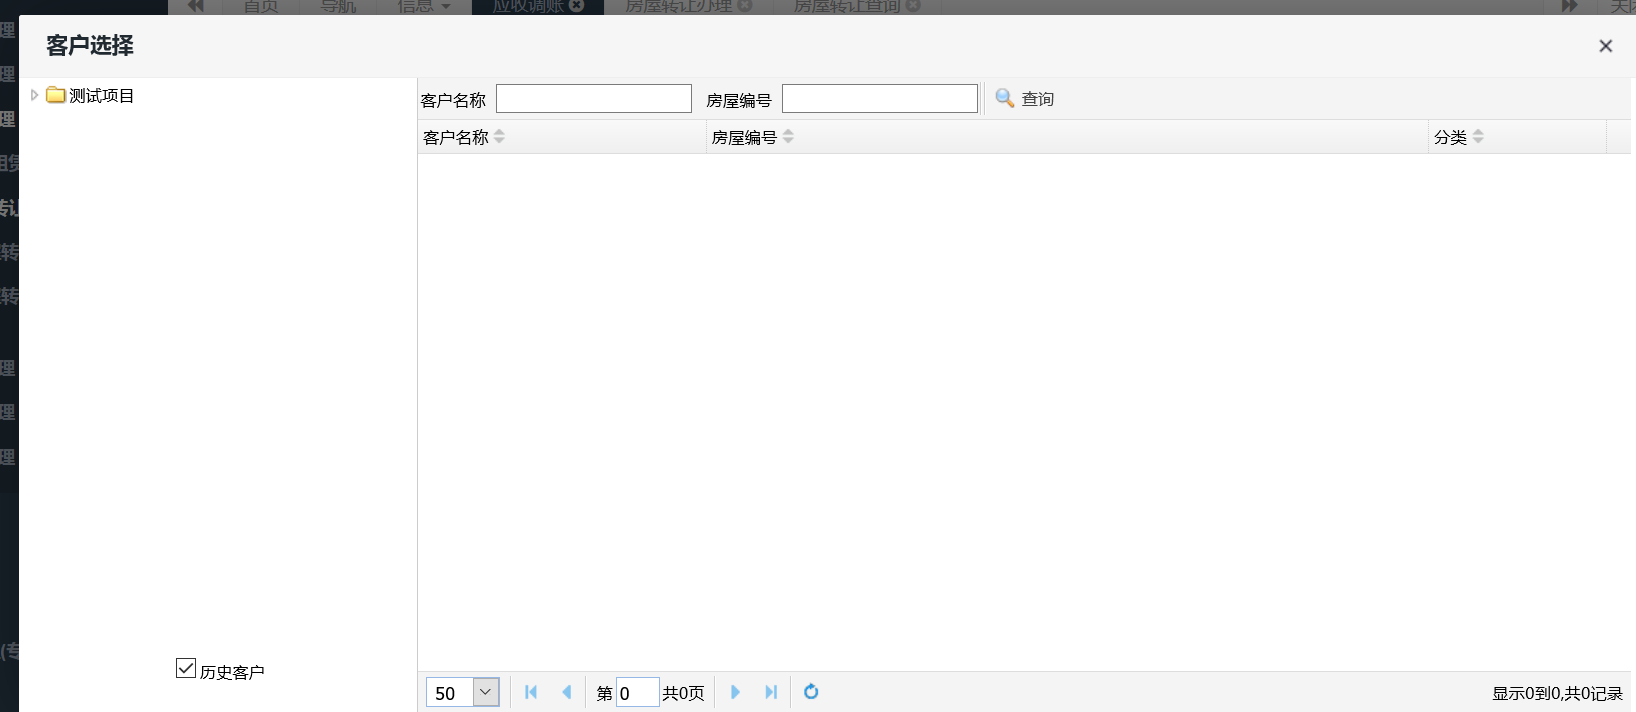 首页 导航 信息 应收调账 房屋转让办理 房屋转让查询
客户选择
测试项目
客户名称 房屋编号 查询
客户名称 房屋编号 分类
历史客户
50 第 0 共0页 显示0到0,共0记录